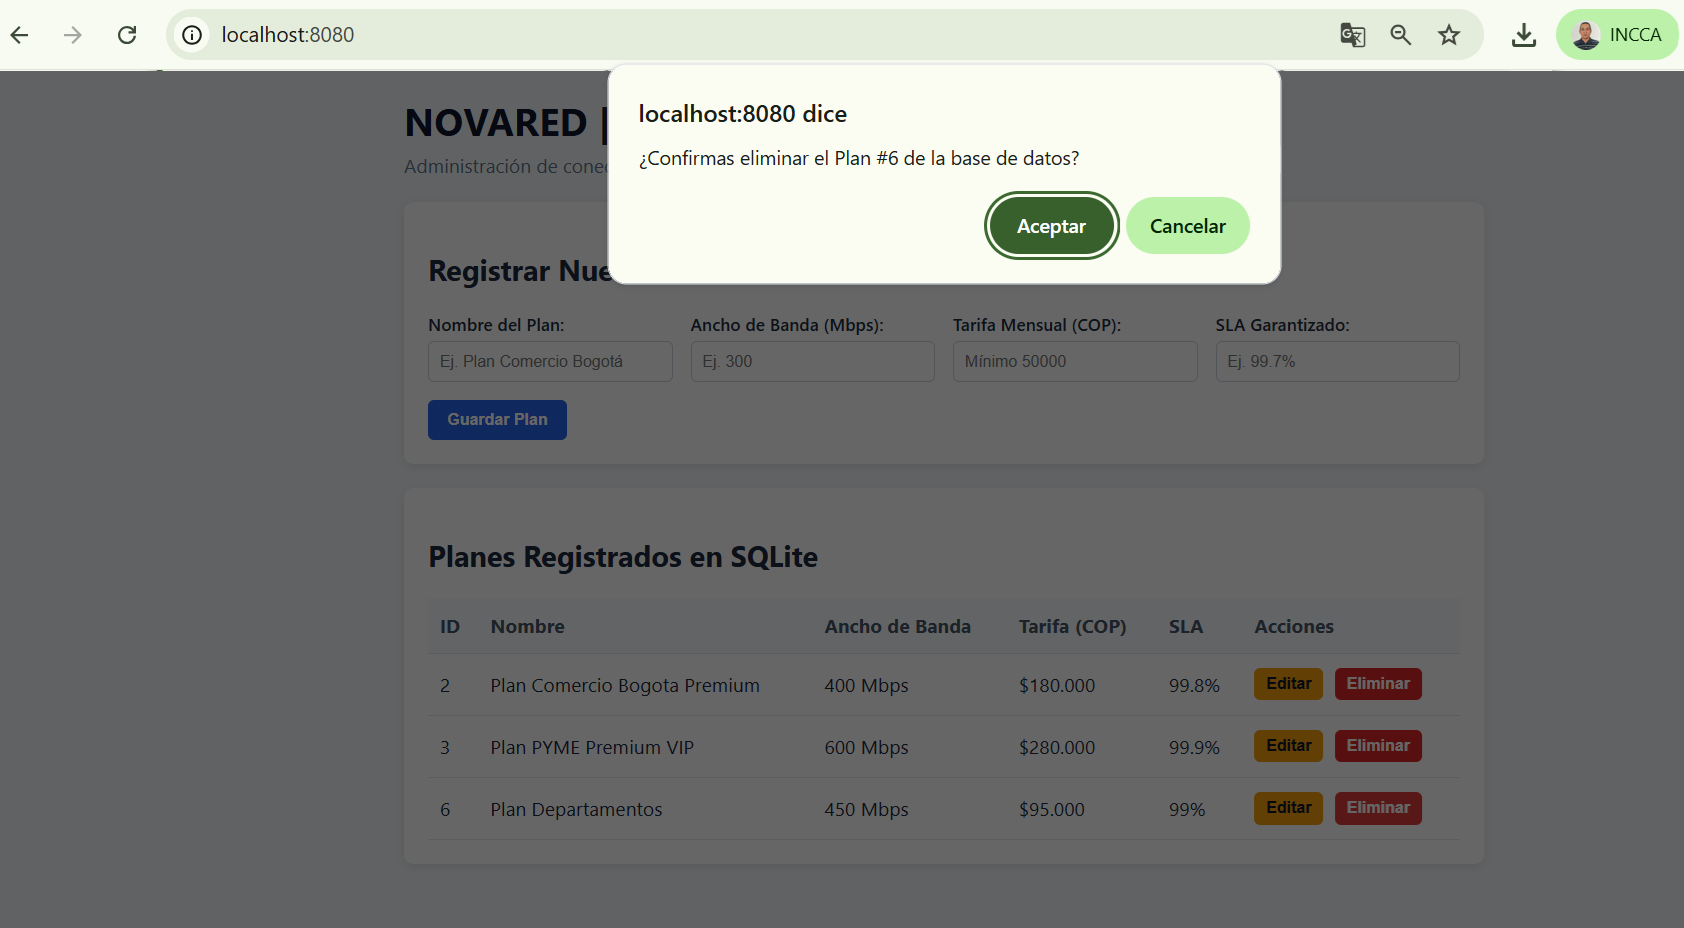 localhost:8080
INCCA
localhost:8080 dice
¿Confirmas eliminar el Plan #6 de la base de datos?
Aceptar Cancelar
NOVARED
Administración de
Registrar
Nombre del Plan: Ancho de Banda (Mbps): Tarifa Mensual (COP): SLA Garantizado:
Ej. Plan Comercio Bogotá Ej. 300 Mínimo 50000 Ej. 99.7%
Guardar Plan
Planes Registrados en SQLite
ID Nombre Ancho de Banda Tarifa (COP) SLA Acciones
2 Plan Comercio Bogota Premium 400 Mbps $180.000 99.8% Editar Eliminar
3 Plan PYME Premium VIP 600 Mbps $280.000 99.9% Editar Eliminar
6 Plan Departamentos 450 Mbps $95.000 99% Editar Eliminar